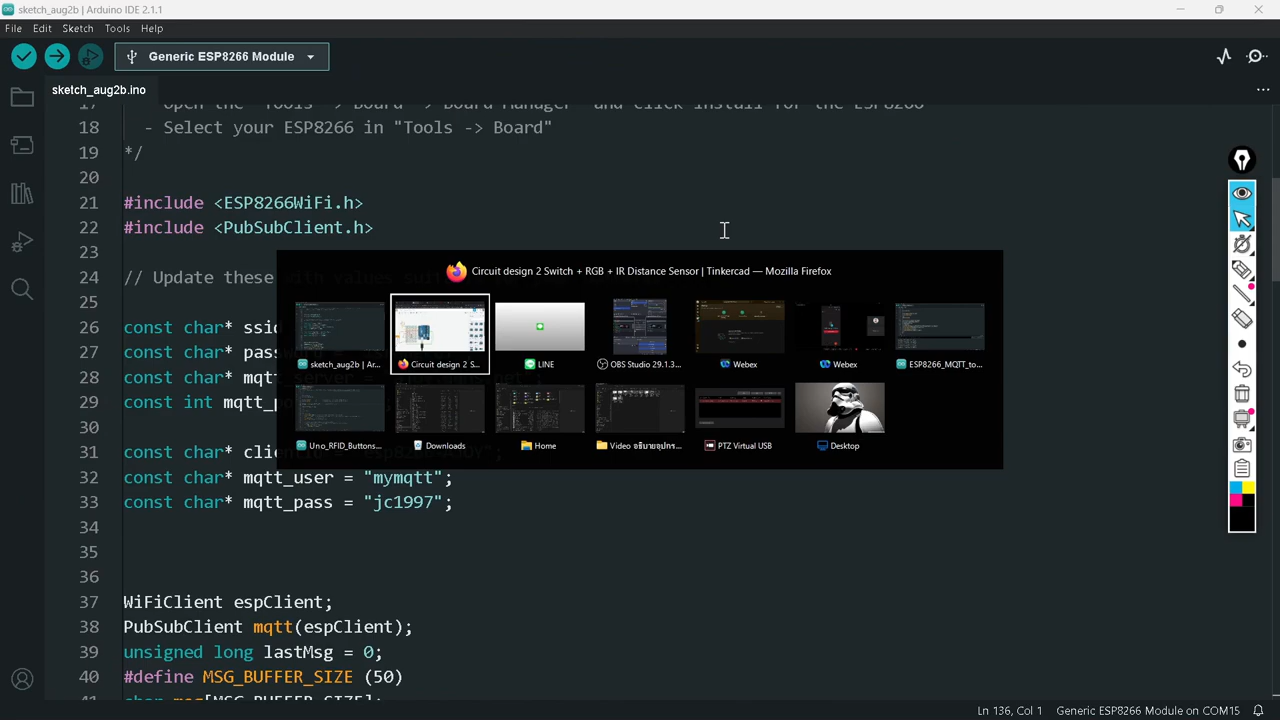 sketch_aug2b | Arduino IDE 2.1.1
File Edit Sketch Tools Help
Generic ESP8266 Module
sketch_aug2b.ino
17 - Open the "Tools -> Board -> Board Manager" and click install for the ESP8266
18 - Select your ESP8266 in "Tools -> Board"
19 */
20
21 #include <ESP8266WiFi.h>
22 #include <PubSubClient.h>
23
24 // Update these with values
25
26 const char* ssid
27 const char* pass
28 const char* mqtt_server
29 const int mqtt_p
30
31 const char* clie
32 const char* mqtt_user = "mymqtt";
33 const char* mqtt_pass = "jc1997";
34
35
36
37 WiFiClient espClient;
38 PubSubClient mqtt(espClient);
39 unsigned long lastMsg = 0;
40 #define MSG_BUFFER_SIZE (50)
41 char msg[MSG_BUFFER_SIZE];
Circuit design 2 Switch + RGB + IR Distance Sensor | Tinkercad — Mozilla Firefox
sketch_aug2b | Ar...
Circuit design 2 S...
LINE
OBS Studio 29.1.3...
Webex
Webex
ESP8266_MQTT_to...
Uno_RFID_Buttons...
Downloads
Home
Video อธิบายอุปกร...
PTZ Virtual USB
Desktop
Ln 136, Col 1 Generic ESP8266 Module on COM15